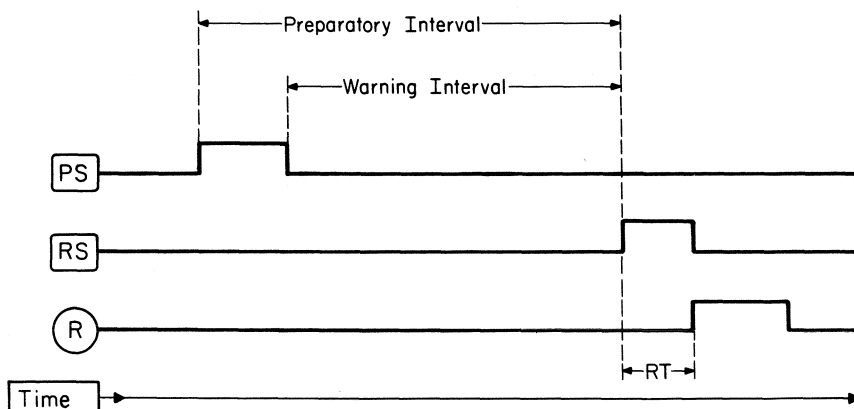 Preparatory Interval
Warning Interval
PS
RS
R
RT
Time